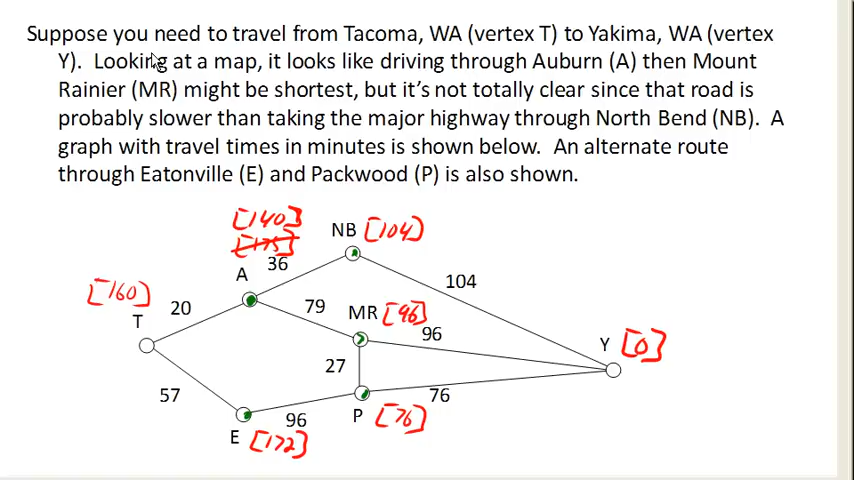 Suppose you need to travel from Tacoma, WA (vertex T) to Yakima, WA (vertex
Y). Looking at a map, it looks like driving through Auburn (A) then Mount
Rainier (MR) might be shortest, but it's not totally clear since that road is
probably slower than taking the major highway through North Bend (NB). A
graph with travel times in minutes is shown below. An alternate route
through Eatonville (E) and Packwood (P) is also shown.
[140]
[175]
NB [104]
A 36
104
[160]
T 20
79
MR [96]
96
Y [0]
27
57
76
96
P [76]
E [172]